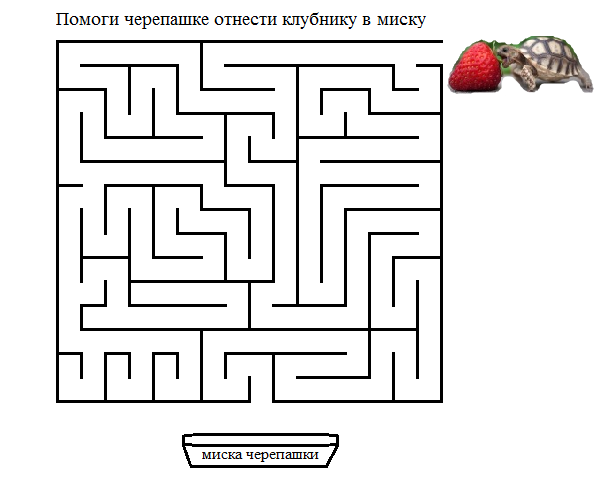 Помоги черепашке отнести клубнику в миску
миска черепашки